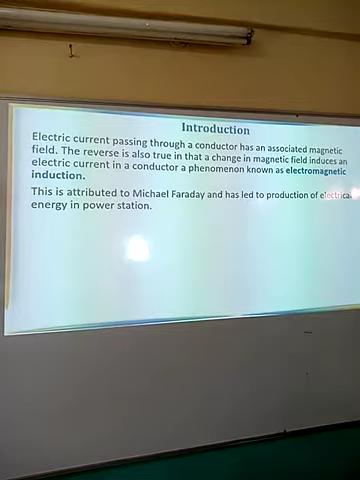 Introduction
Electric current passing through a conductor has an associated magnetic
field. The reverse is also true in that a change in magnetic field induces an
electric current in a conductor a phenomenon known as electromagnetic
induction.
This is attributed to Michael Faraday and has led to production of electrical
energy in power station.